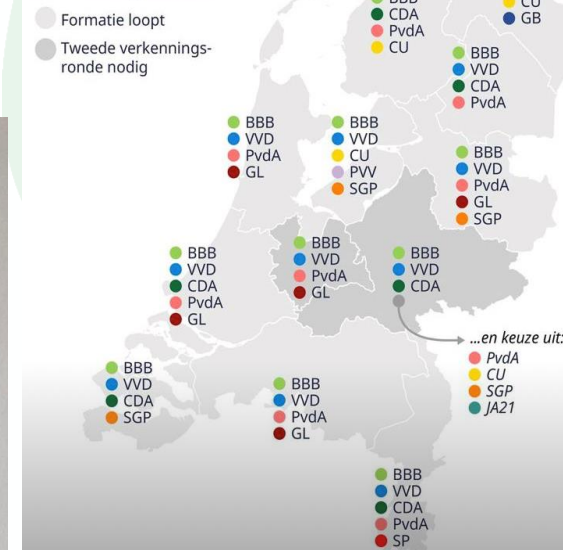 Formatie loopt
Tweede verkennings-
ronde nodig
BBB
CDA
PvdA
CU
CU
GB
BBB
VVD
CDA
PvdA
BBB
VVD
PvdA
GL
BBB
VVD
CU
PVV
SGP
BBB
VVD
PvdA
GL
SGP
BBB
VVD
CDA
PvdA
GL
BBB
VVD
PvdA
GL
BBB
VVD
CDA
...en keuze uit:
PvdA
CU
SGP
JA21
BBB
VVD
CDA
SGP
BBB
VVD
PvdA
GL
BBB
VVD
CDA
PvdA
SP